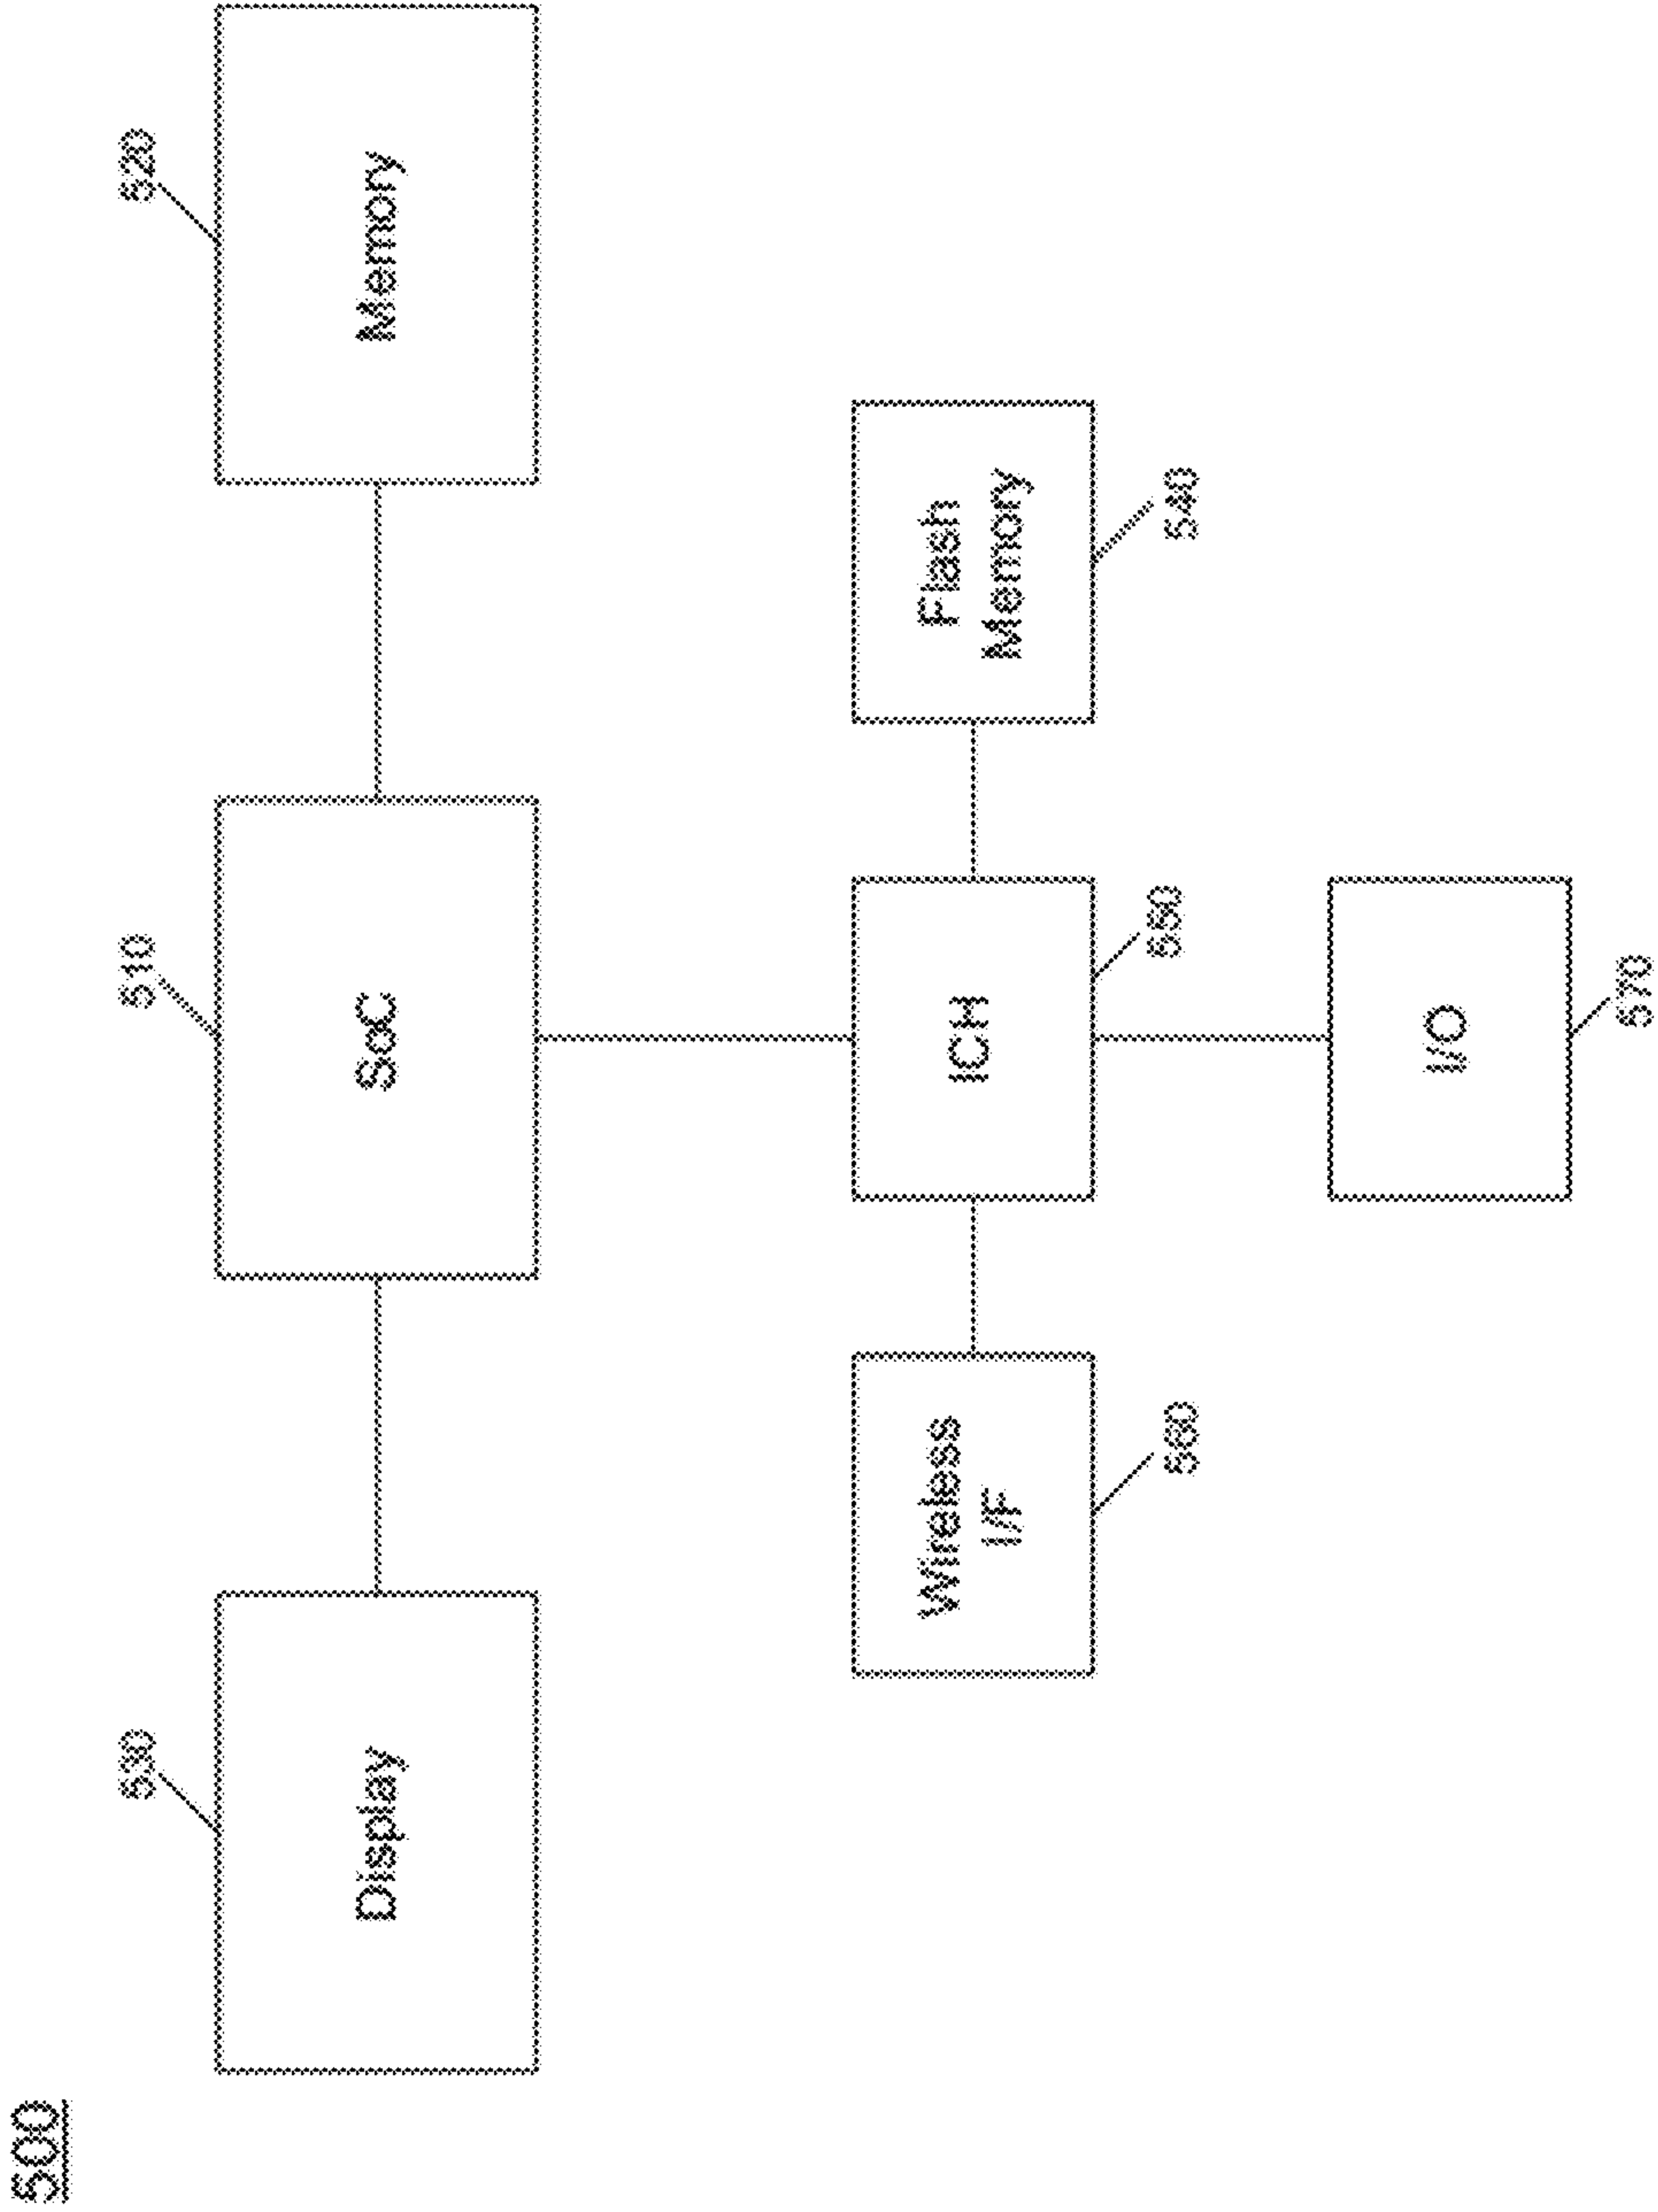 500
530
510
520
Display
SoC
Memory
Wireless
I/F
ICH
Flash
Memory
560
550
540
I/O
570